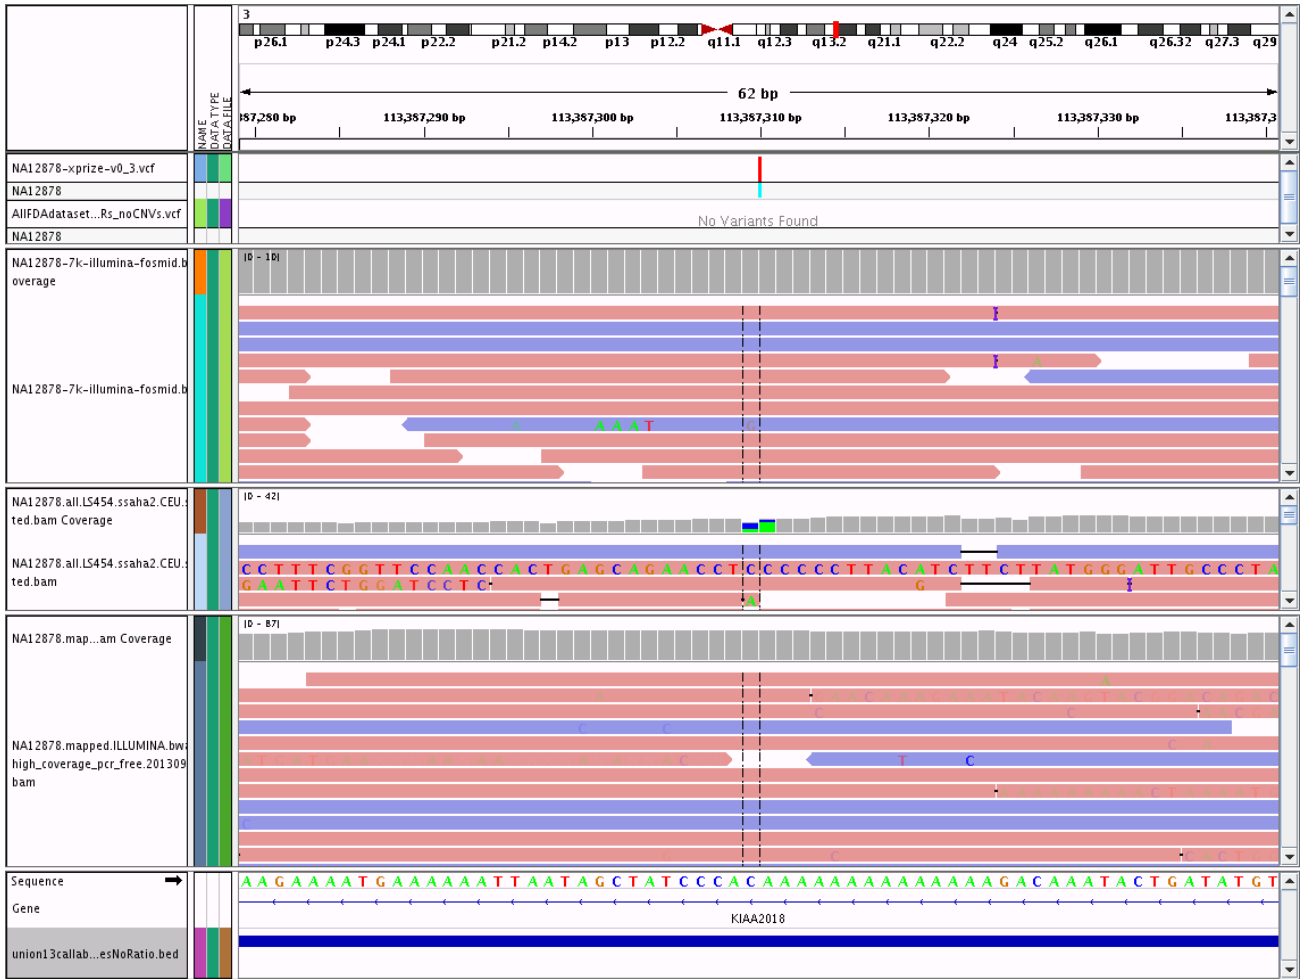 3
p26.1 p24.3 p24.1 p22.2 p21.2 p14.2 p13 p12.2 q11.1 q12.3 q13.2 q21.1 q22.2 q24 q25.2 q26.1 q26.32 q27.3 q29
NAME
DATA TYPE
DATA FILE
62 bp
387,280 bp 113,387,290 bp 113,387,300 bp 113,387,310 bp 113,387,320 bp 113,387,330 bp 113,387,3
NA12878-xprize-v0_3.vcf
NA12878
AllFDAdataset...Rs_noCNVs.vcf
No Variants Found
NA12878
NA12878-7k-illumina-fosmid.b
overage
[0 - 10]
NA12878-7k-illumina-fosmid.b
A
A A A T G
NA12878.all.LS454.ssaha2.CEU.s
ted.bam Coverage
[0 - 42]
NA12878.all.LS454.ssaha2.CEU.s
ted.bam
C C T T T C G G T T C C A A C C A C T G A G C A G A A C C T C C C C C C T T A C A T C T T C T T A T G G G A T T G C C C T A
G A A T T C T G G A T C C T C G
A
NA12878.map...am Coverage
[0 - 87]
NA12878.mapped.ILLUMINA.bwa
high_coverage_pcr_free.201309
bam
Sequence
A A G A A A A T G A A A A A A T T A A T A G C T A T C C C A C A A A A A A A A A A A A A A G A C A A A T A C T G A T A T G T
Gene
KIAA2018
union13callab...esNoRatio.bed